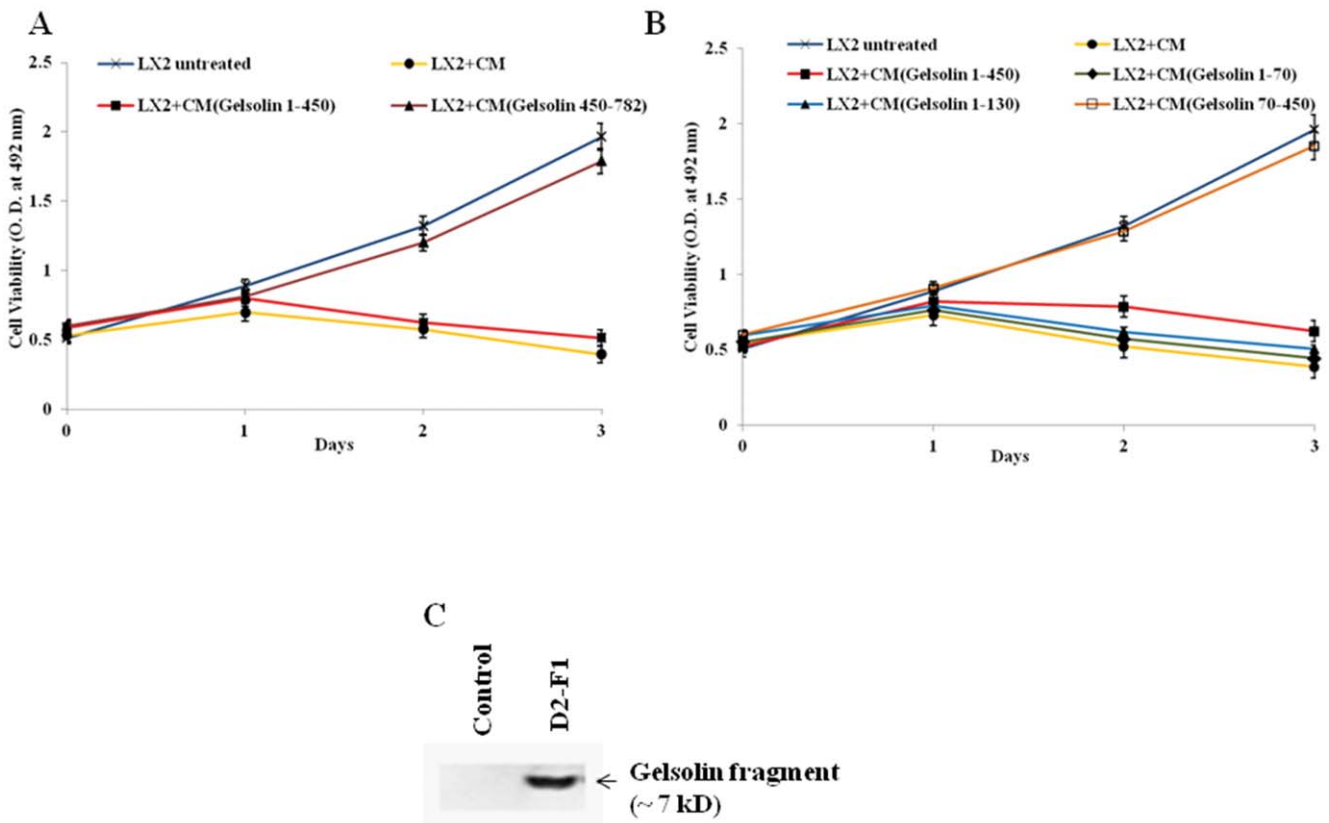 A
LX2 untreated
LX2+CM
LX2+CM(Gelsolin 1-450)
LX2+CM(Gelsolin 450-782)
Cell Viability (O. D. at 492 nm)
2.5
2
1.5
1
0.5
0
0 1 2 3
Days
B
LX2 untreated
LX2+CM
LX2+CM(Gelsolin 1-450)
LX2+CM(Gelsolin 1-70)
LX2+CM(Gelsolin 1-130)
LX2+CM(Gelsolin 70-450)
Cell Viability (O.D. at 492 nm)
2.5
2
1.5
1
0.5
0
0 1 2 3
Days
C
Control
D2-F1
Gelsolin fragment
(~ 7 kD)